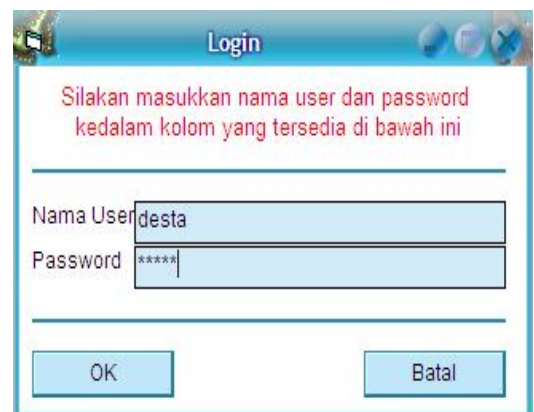 Login
Silakan masukkan nama user dan password
kedalam kolom yang tersedia di bawah ini
Nama User desta
Password *****
OK Batal